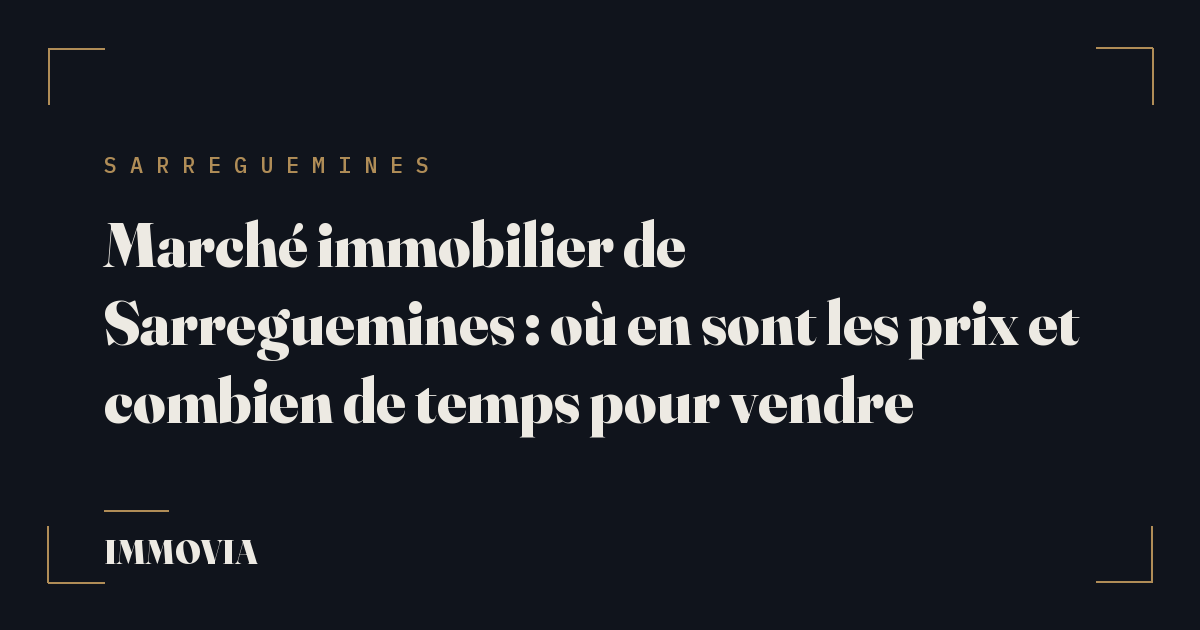 SARREGUEMINES
Marché immobilier de
Sarreguemines : où en sont les prix et
combien de temps pour vendre
IMMOVIA